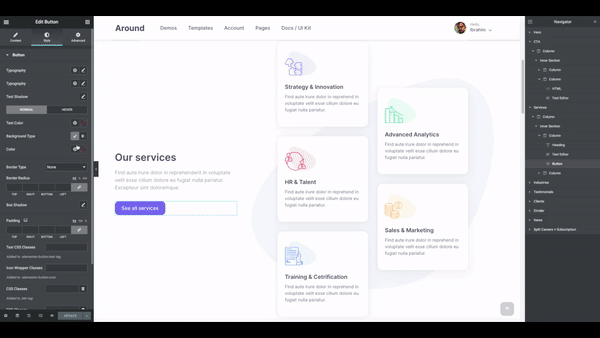 Edit Button
Content
Style
Advanced
Button
Typography
Typography
Text Shadow
NORMAL
HOVER
Text Color
Background Type
Color
Border Type
None
Border Radius
TOP
RIGHT
BOTTOM
LEFT
Box Shadow
Padding
TOP
RIGHT
BOTTOM
LEFT
Text CSS Classes
Icon Wrapper Classes
CSS Classes
UPDATE
Around
Demos
Templates
Account
Pages
Docs / UI Kit
Hello,
Ibrahim
Our services
Find aute irure dolor in reprehenderit in voluptate
velit esse cillum dolore eu fugiat nulla pariatur.
Excepteur sint doloremque.
See all services
Strategy & Innovation
Find aute irure dolor in reprehend in
voluptate velit esse cillum dolore eu
fugiat nulla pariatur.
HR & Talent
Find aute irure dolor in reprehend in
voluptate velit esse cillum dolore eu
fugiat nulla pariatur.
Training & Cetrification
Find aute irure dolor in reprehend in
voluptate velit esse cillum dolore eu
fugiat nulla pariatur.
Advanced Analytics
Find aute irure dolor in reprehend in
voluptate velit esse cillum dolore eu
fugiat nulla pariatur.
Sales & Marketing
Find aute irure dolor in reprehend in
voluptate velit esse cillum dolore eu
fugiat nulla pariatur.
Navigator
Hero
CTA
Column
Inner Section
Column
Column
HTML
Text Editor
Services
Column
Inner Section
Column
Heading
Text Editor
Button
Column
Industries
Testimonials
Clients
Divider
News
Split Careers + Subscription